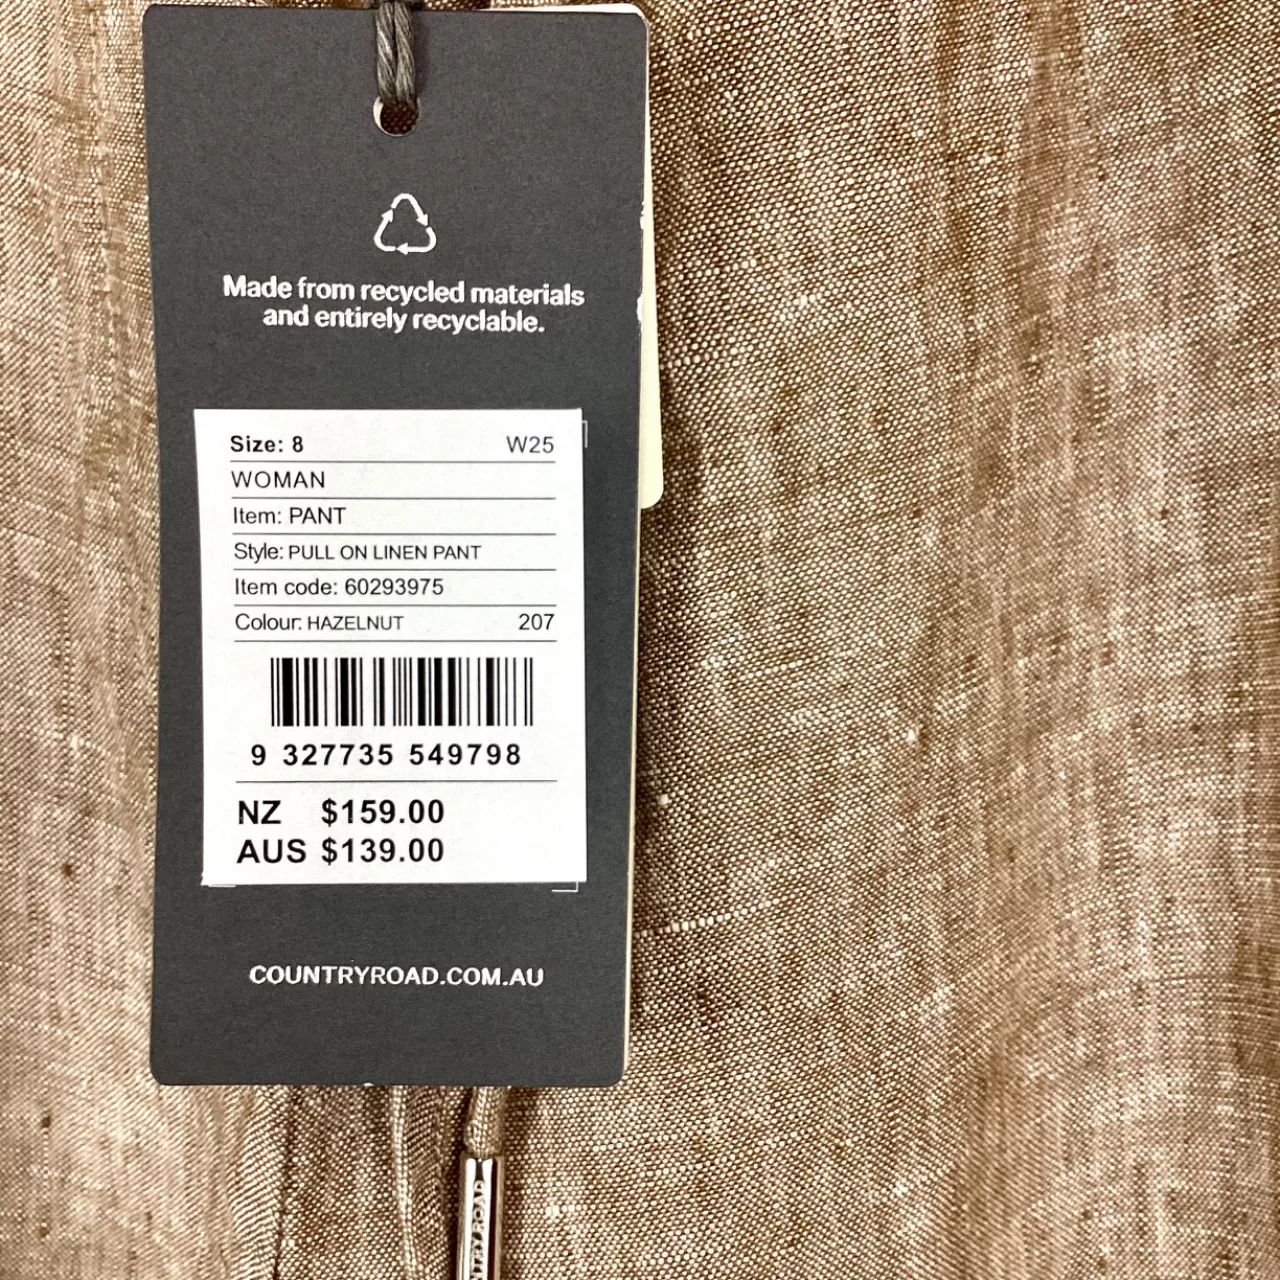 Made from recycled materials
and entirely recyclable.
Size: 8 W25
WOMAN
Item: PANT
Style: PULL ON LINEN PANT
Item code: 60293975
Colour: HAZELNUT 207
9 327735 549798
NZ $159.00
AUS $139.00
COUNTRYROAD.COM.AU